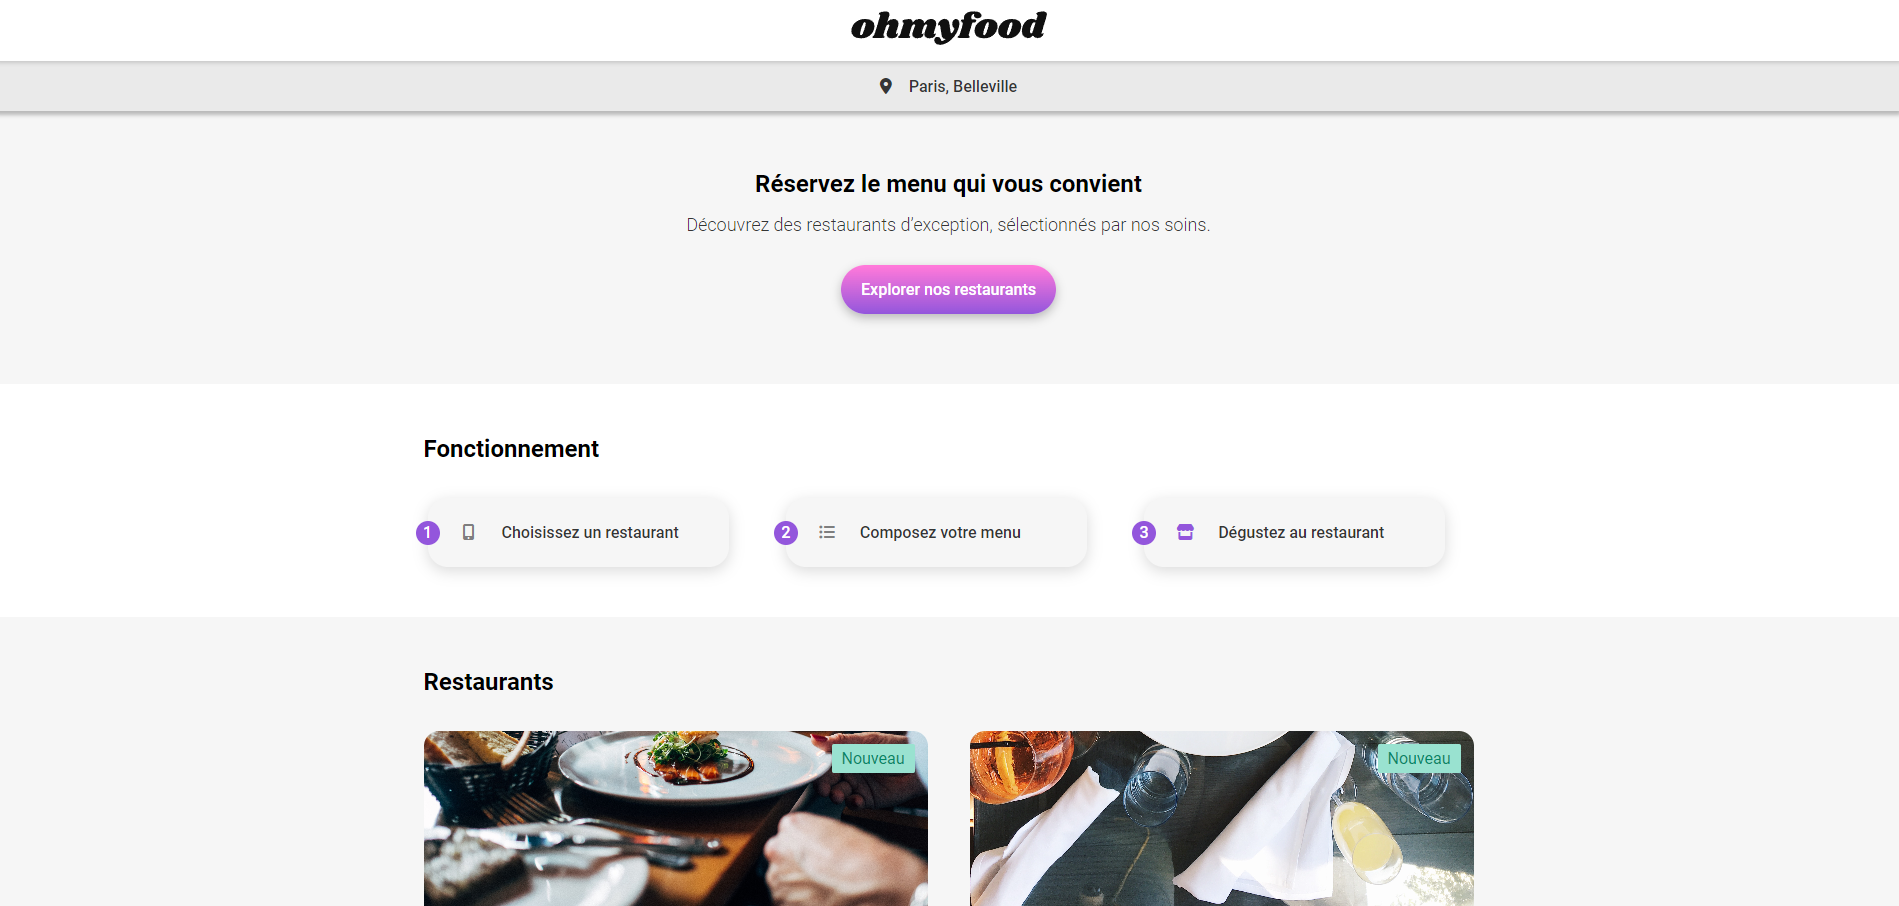 ohmyfood
Paris, Belleville
Réservez le menu qui vous convient
Découvrez des restaurants d’exception, sélectionnés par nos soins.
Explorer nos restaurants
Fonctionnement
1 Choisissez un restaurant
2 Composez votre menu
3 Dégustez au restaurant
Restaurants
Nouveau
Nouveau